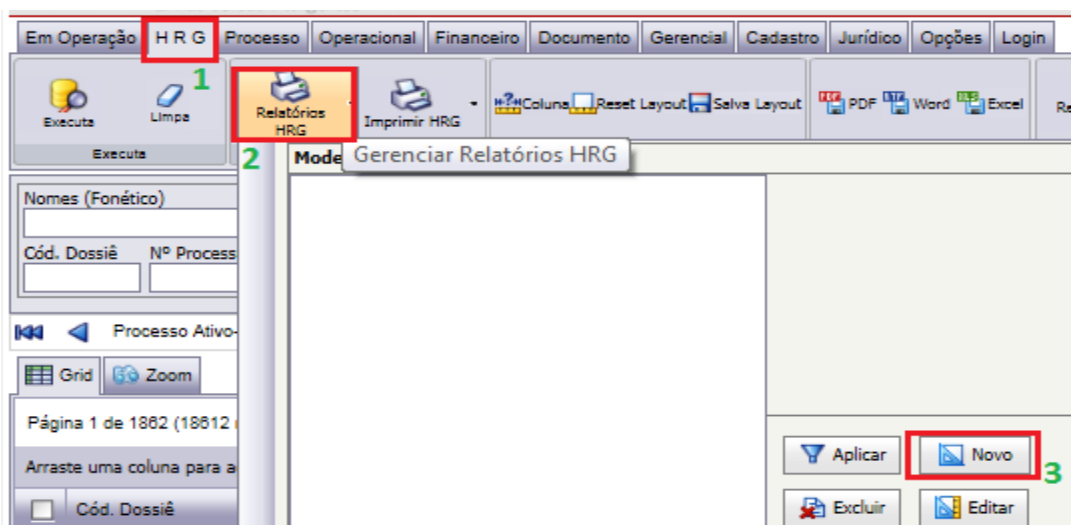 Em Operação H R G Processo Operacional Financeiro Documento Gerencial Cadastro Jurídico Opções Login
1
Executa Limpa Relatórios HRG Imprimir HRG Coluna Reset Layout Salva Layout PDF Word Excel
Executa
2
Gerenciar Relatórios HRG
Nomes (Fonético)
Cód. Dossiê Nº
Processo Ativo-
Grid Zoom
Página 1 de 1862 (18612
Arraste uma coluna para
Cód. Dossiê
Aplicar Novo
3
Excluir Editar